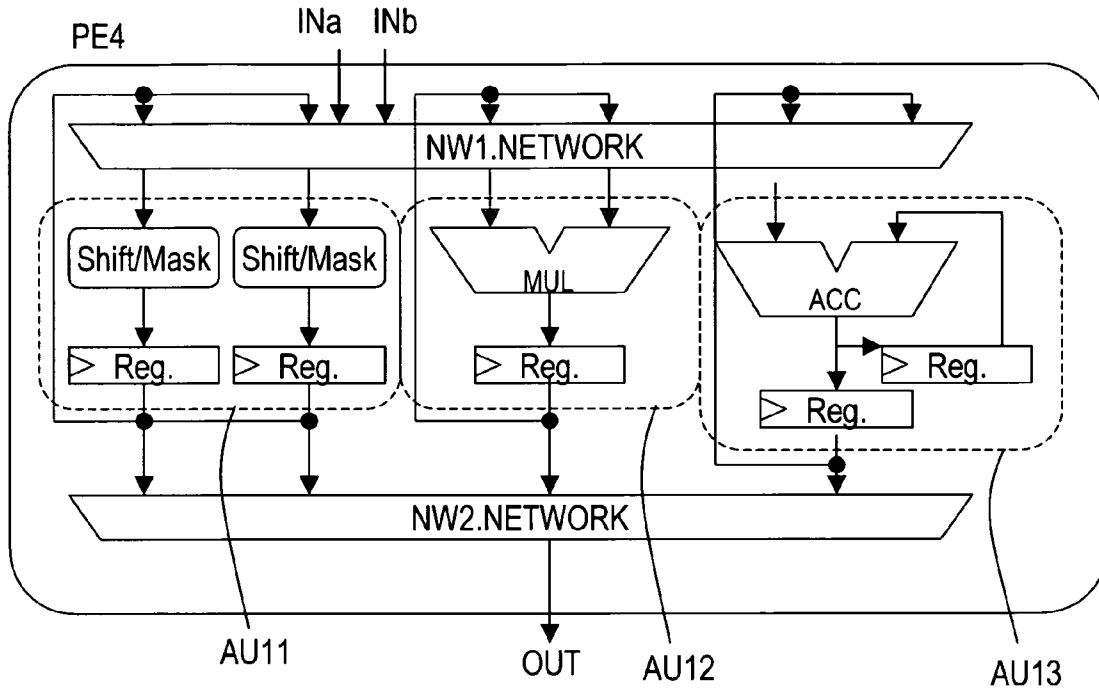 PE4
INa INb
NW1.NETWORK
Shift/Mask Shift/Mask
MUL
ACC
Reg. Reg. Reg. Reg.
Reg.
NW2.NETWORK
AU11 OUT AU12 AU13